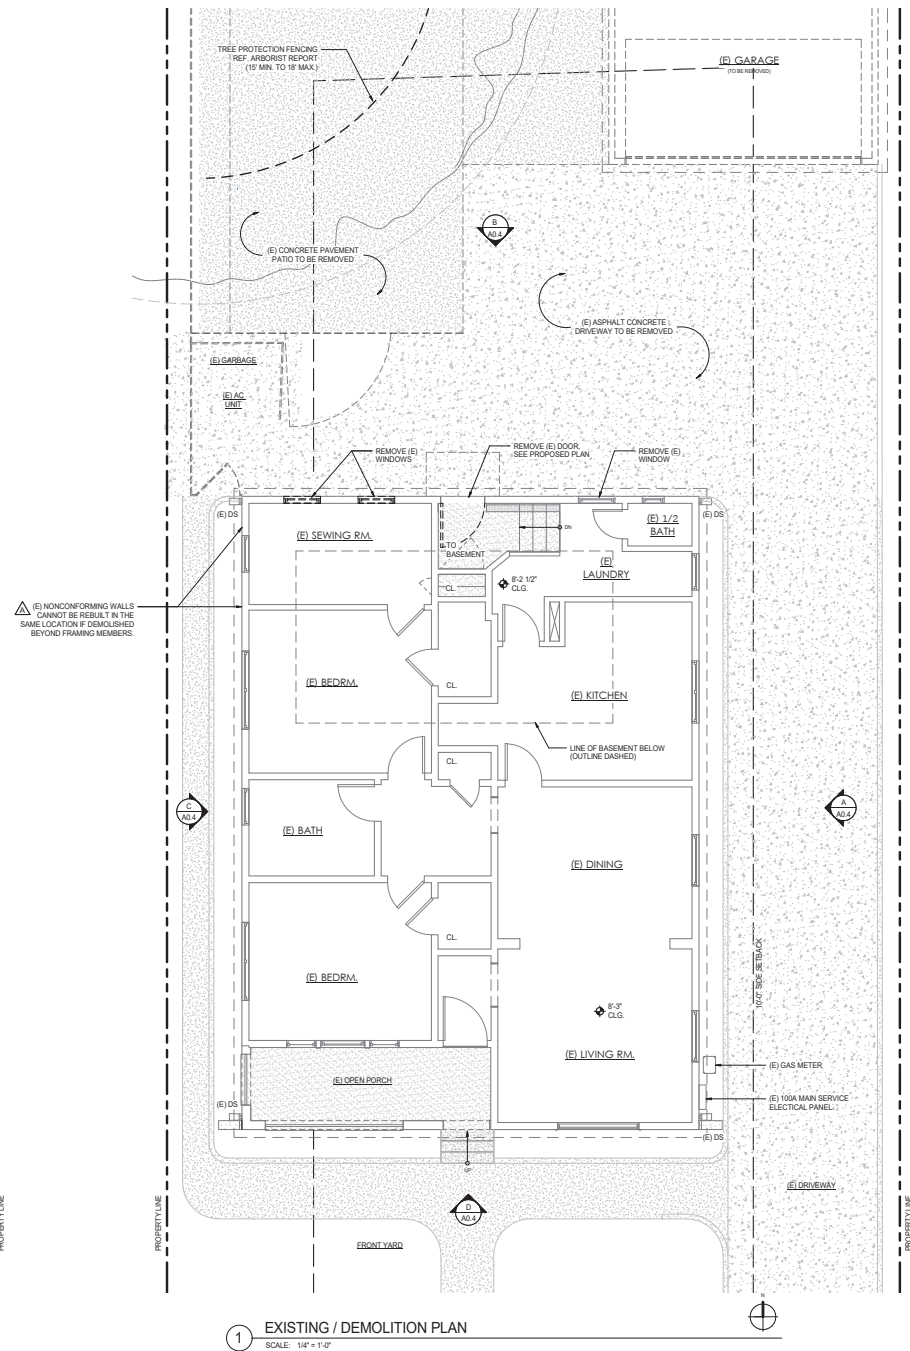 TREE PROTECTION FENCING
REF. ARBORIST REPORT
(15' MIN. TO 18' MAX.)
(E) GARAGE
(TO BE REMOVED)
B
A0.4
(E) CONCRETE PAVEMENT
PATIO TO BE REMOVED
(E) ASPHALT CONCRETE
DRIVEWAY TO BE REMOVED
(E) GARBAGE
(E) AC
UNIT
REMOVE (E)
WINDOWS
REMOVE (E) DOOR,
SEE PROPOSED PLAN
REMOVE (E)
WINDOW
(E) DS
(E) SEWING RM.
TO
BASEMENT
DN
(E) 1/2
BATH
(E) DS
(E)
LAUNDRY
8'-2 1/2"
CLG.
CL.
A
(E) NONCONFORMING WALLS
CANNOT BE REBUILT IN THE
SAME LOCATION IF DEMOLISHED
BEYOND FRAMING MEMBERS.
(E) BEDRM.
CL.
(E) KITCHEN
LINE OF BASEMENT BELOW
(OUTLINE DASHED)
CL.
C
A0.4
A
A0.4
(E) BATH
(E) DINING
CL.
(E) BEDRM.
10'-0" SIDE SETBACK
8'-3"
CLG.
(E) LIVING RM.
(E) GAS METER
(E) OPEN PORCH
(E) 100A MAIN SERVICE
ELECTICAL PANEL
(E) DS
(E) DS
UP
(E) DRIVEWAY
PROPERTY LINE
PROPERTY LINE
PROPERTY LINE
D
A0.4
FRONT YARD
N
1
EXISTING / DEMOLITION PLAN
SCALE: 1/4" = 1'-0"